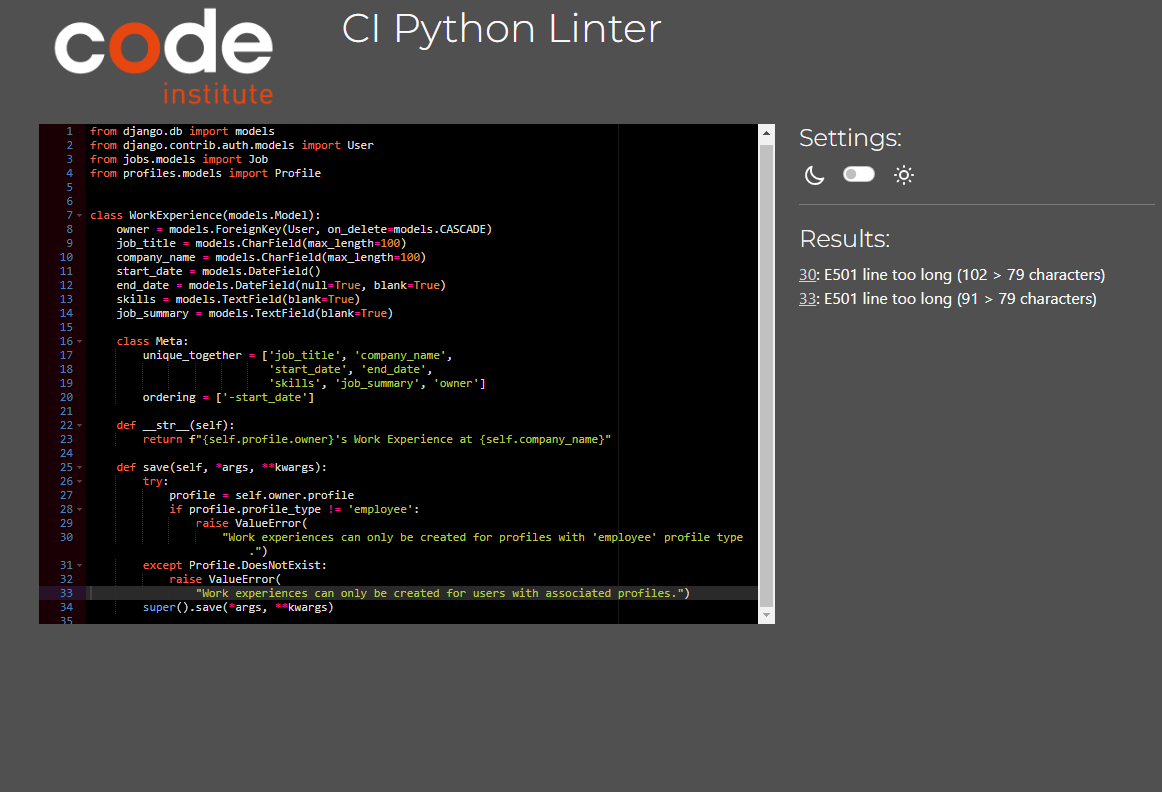 code
institute
CI Python Linter
1 from django.db import models
2 from django.contrib.auth.models import User
3 from jobs.models import Job
4 from profiles.models import Profile
5
6
7 class WorkExperience(models.Model):
8     owner = models.ForeignKey(User, on_delete=models.CASCADE)
9     job_title = models.CharField(max_length=100)
10     company_name = models.CharField(max_length=100)
11     start_date = models.DateField()
12     end_date = models.DateField(null=True, blank=True)
13     skills = models.TextField(blank=True)
14     job_summary = models.TextField(blank=True)
15
16     class Meta:
17         unique_together = ['job_title', 'company_name',
18                            'start_date', 'end_date',
19                            'skills', 'job_summary', 'owner']
20         ordering = ['-start_date']
21
22     def __str__(self):
23         return f"{self.profile.owner}'s Work Experience at {self.company_name}"
24
25     def save(self, *args, **kwargs):
26         try:
27             profile = self.owner.profile
28             if profile.profile_type != 'employee':
29                 raise ValueError(
30                     "Work experiences can only be created for profiles with 'employee' profile type
                        .")
31         except Profile.DoesNotExist:
32             raise ValueError(
33                 "Work experiences can only be created for users with associated profiles.")
34         super().save(*args, **kwargs)
35
Settings:
Results:
30: E501 line too long (102 > 79 characters)
33: E501 line too long (91 > 79 characters)